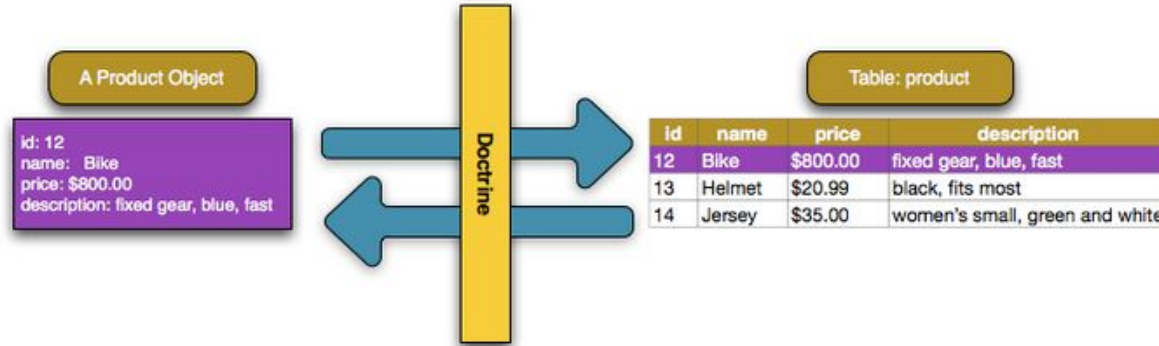 A Product Object
id: 12
name: Bike
price: $800.00
description: fixed gear, blue, fast
Doctrine
Table: product
id name price description
12 Bike $800.00 fixed gear, blue, fast
13 Helmet $20.99 black, fits most
14 Jersey $35.00 women's small, green and white